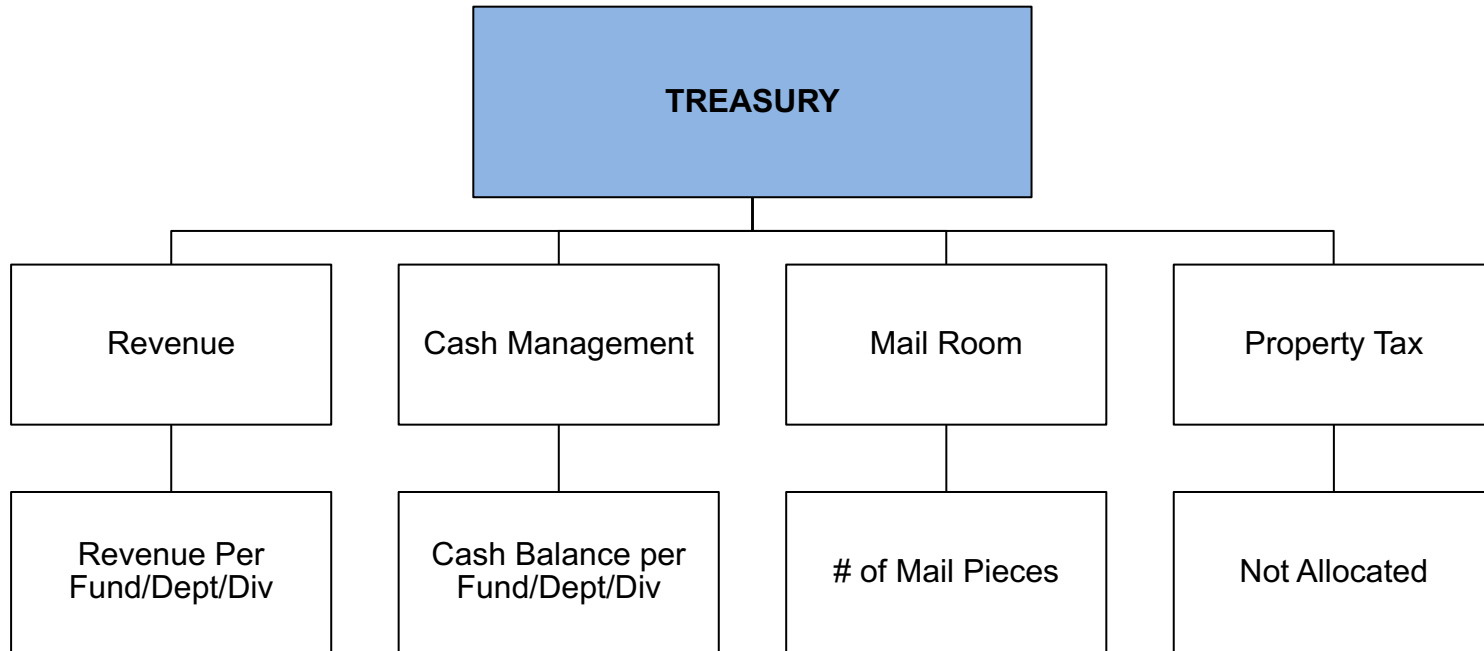 TREASURY
Revenue
Cash Management
Mail Room
Property Tax
Revenue Per
Fund/Dept/Div
Cash Balance per
Fund/Dept/Div
# of Mail Pieces
Not Allocated